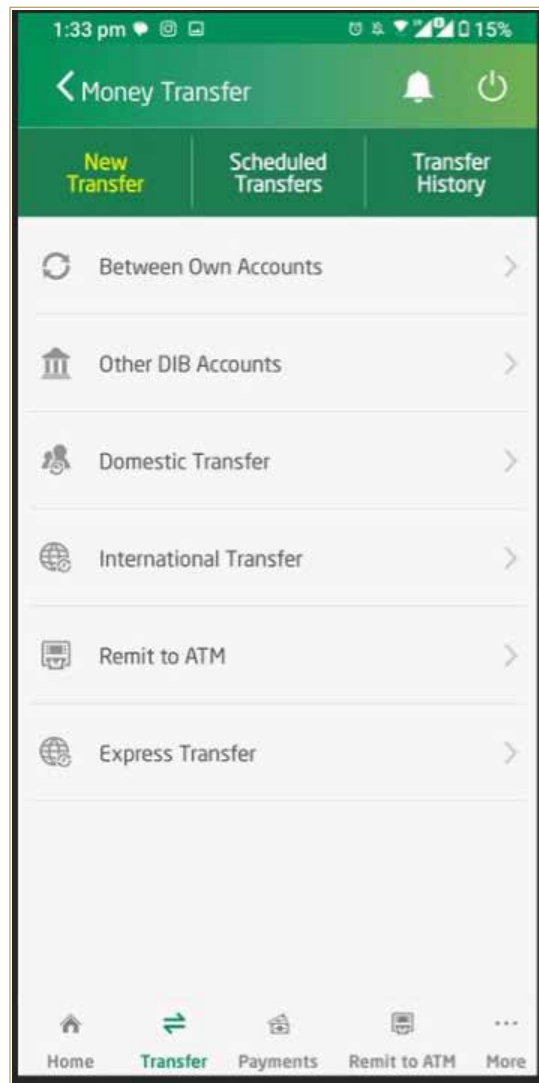 1:33 pm 15%
Money Transfer
New Transfer
Scheduled Transfers
Transfer History
Between Own Accounts
Other DIB Accounts
Domestic Transfer
International Transfer
Remit to ATM
Express Transfer
Home Transfer Payments Remit to ATM More